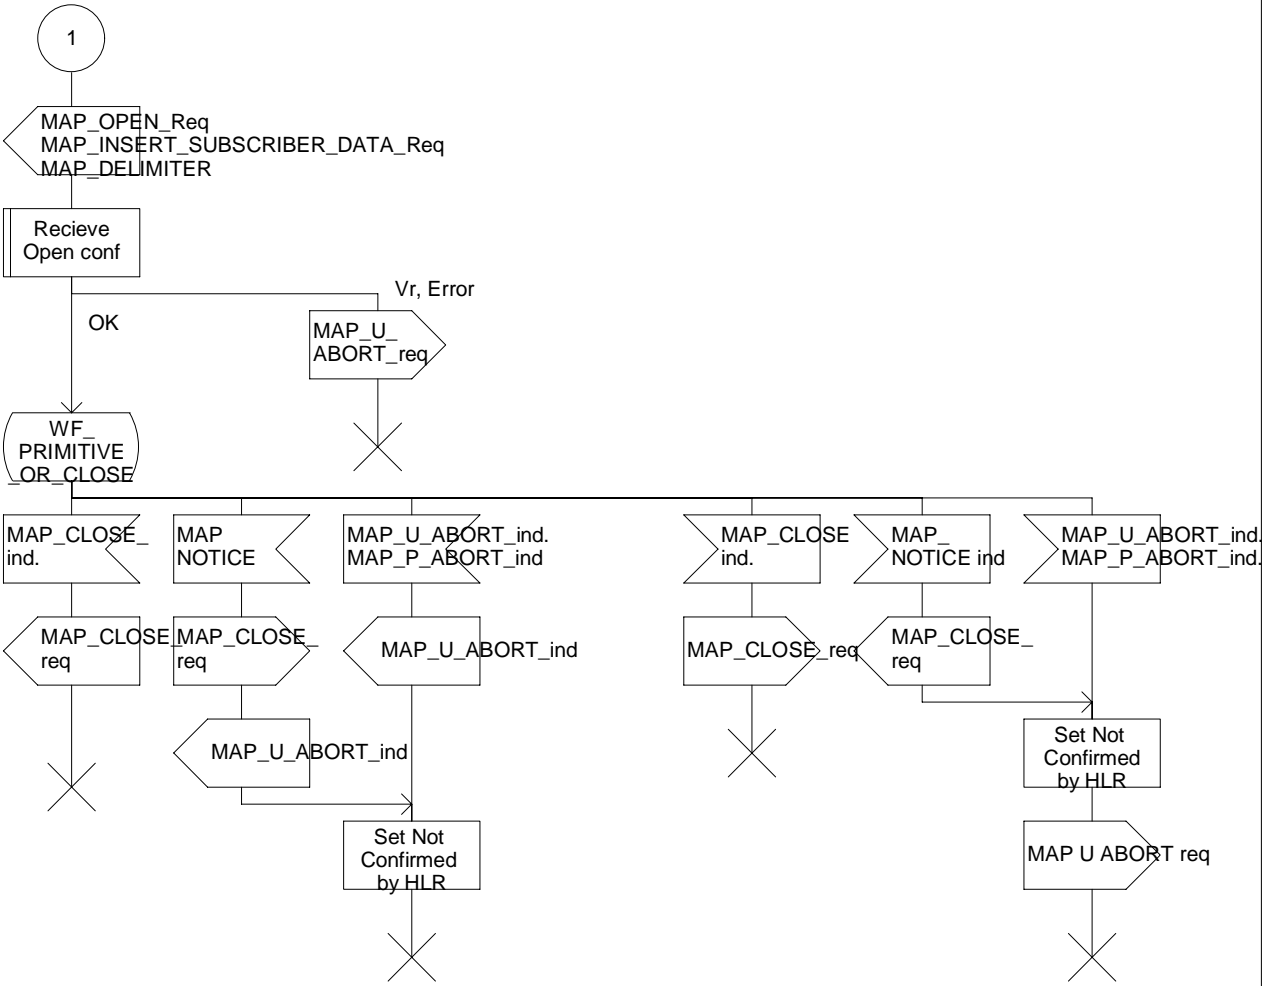 1
MAP_OPEN_Req
MAP_INSERT_SUBSCRIBER_DATA_Req
MAP_DELIMITER
Recieve
Open conf
Vr, Error
OK
MAP_U_
ABORT_req
WF_
PRIMITIVE
_OR_CLOSE
MAP_CLOSE_
ind.
MAP
NOTICE
MAP_U_ABORT_ind.
MAP_P_ABORT_ind
MAP_CLOSE
ind.
MAP_
NOTICE ind
MAP_U_ABORT_ind.
MAP_P_ABORT_ind.
MAP_CLOSE_
req
MAP_CLOSE_
req
MAP_U_ABORT_ind
MAP_CLOSE_req
MAP_CLOSE_
req
MAP_U_ABORT_ind
Set Not
Confirmed
by HLR
Set Not
Confirmed
by HLR
MAP U ABORT req